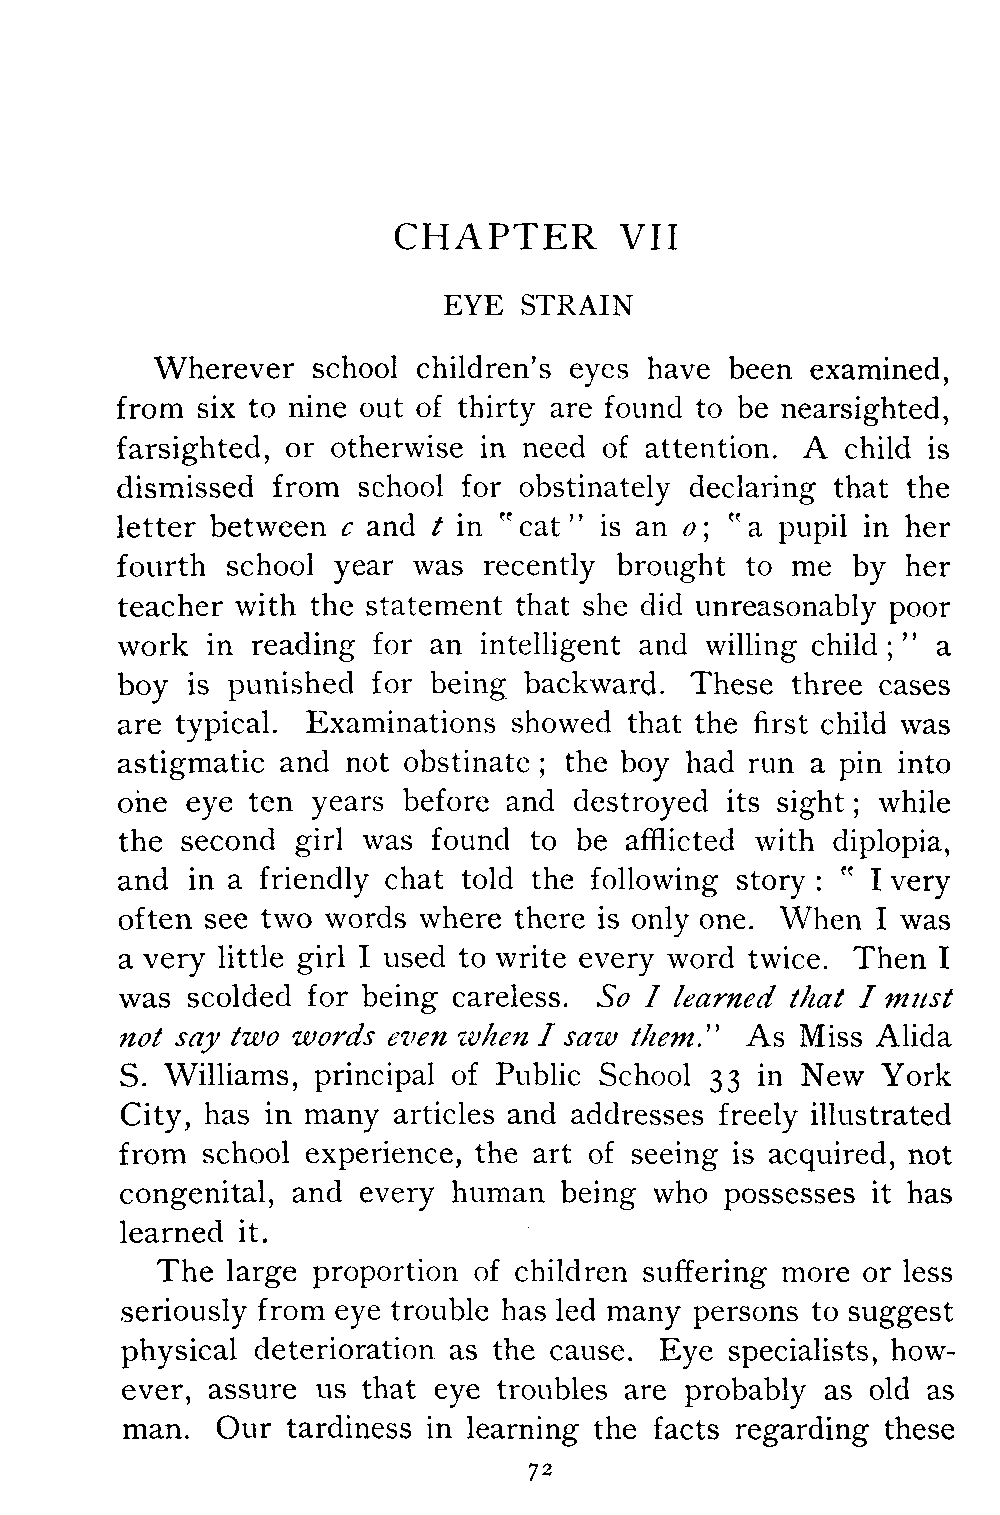 CHAPTER VII
EYE STRAIN
Wherever school children's eyes have been examined,
from six to nine out of thirty are found to be nearsighted,
farsighted, or otherwise in need of attention. A child is
dismissed from school for obstinately declaring that the
letter between c and t in "cat" is an o; "a pupil in her
fourth school year was recently brought to me by her
teacher with the statement that she did unreasonably poor
work in reading for an intelligent and willing child;" a
boy is punished for being backward. These three cases
are typical. Examinations showed that the first child was
astigmatic and not obstinate; the boy had run a pin into
one eye ten years before and destroyed its sight; while
the second girl was found to be afflicted with diplopia,
and in a friendly chat told the following story: "I very
often see two words where there is only one. When I was
a very little girl I used to write every word twice. Then I
was scolded for being careless. So I learned that I must
not say two words even when I saw them." As Miss Alida
S. Williams, principal of Public School 33 in New York
City, has in many articles and addresses freely illustrated
from school experience, the art of seeing is acquired, not
congenital, and every human being who possesses it has
learned it.
The large proportion of children suffering more or less
seriously from eye trouble has led many persons to suggest
physical deterioration as the cause. Eye specialists, how-
ever, assure us that eye troubles are probably as old as
man. Our tardiness in learning the facts regarding these
72